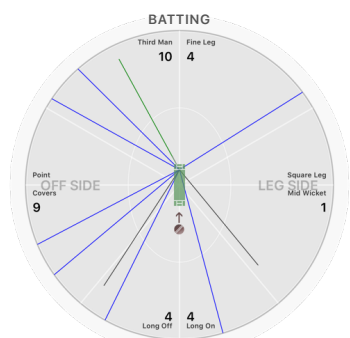 BATTING
Third Man
10
Fine Leg
4
Point
OFF SIDE
Covers
9
Square Leg
LEG SIDE
Mid Wicket
1
4
Long Off
4
Long On